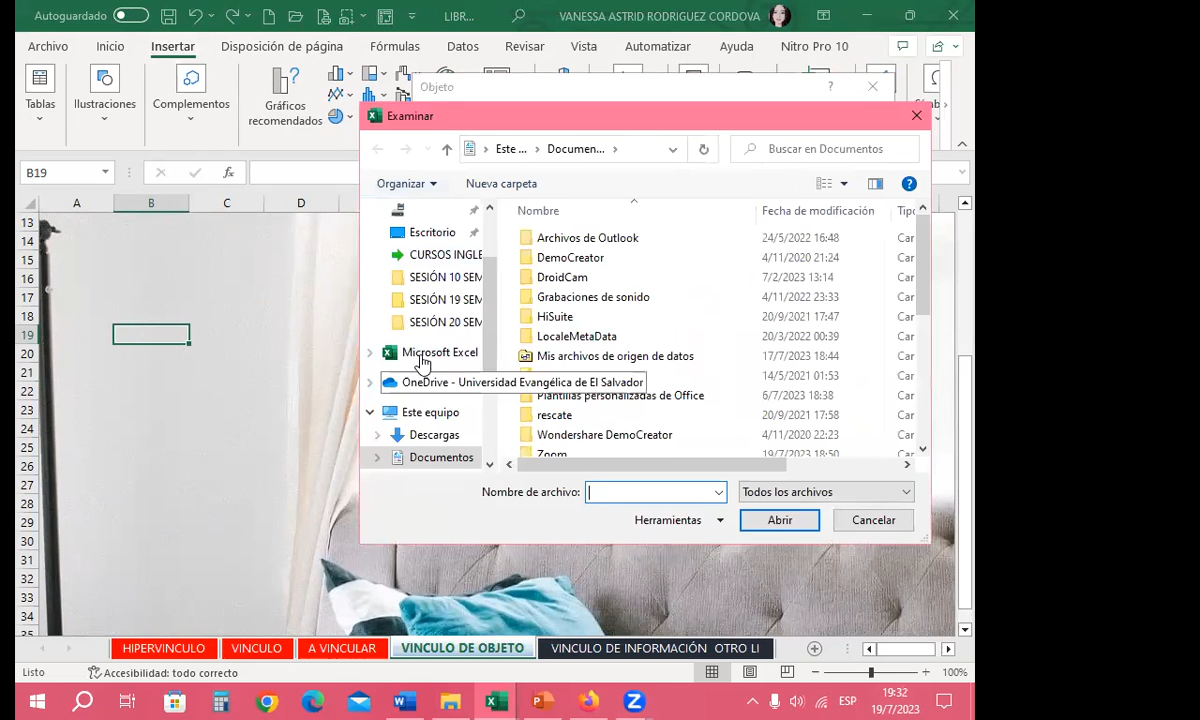 Autoguardado LIBR... VANESSA ASTRID RODRIGUEZ CORDOVA
Archivo Inicio Insertar Disposición de página Fórmulas Datos Revisar Vista Automatizar Ayuda Nitro Pro 10
Tablas Ilustraciones Complementos Gráficos recomendados
Objeto ?
Examinar
Este ... Documen... Buscar en Documentos
B19 fx
Organizar Nueva carpeta ?
A B C D
Nombre Fecha de modificación Tipo
Escritorio
CURSOS INGLE
SESIÓN 10 SEM
SESIÓN 19 SEM
SESIÓN 20 SEM
Microsoft Excel
OneDrive - Universidad Evangélica de El Salvador
Este equipo
Descargas
Documentos
Archivos de Outlook 24/5/2022 16:48 Car
DemoCreator 4/11/2020 21:24 Car
DroidCam 7/2/2023 13:14 Car
Grabaciones de sonido 4/11/2022 23:33 Car
HiSuite 20/9/2021 17:47 Car
LocaleMetaData 20/3/2022 00:39 Car
Mis archivos de origen de datos 17/7/2023 18:44 Car
14/5/2021 01:53 Car
Plantillas personalizadas de Office 6/7/2023 18:38 Car
rescate 20/9/2021 17:58 Car
Wondershare DemoCreator 4/11/2020 22:23 Car
Zoom 19/7/2023 18:50 Car
Nombre de archivo: Todos los archivos
Herramientas Abrir Cancelar
13
14
15
16
17
18
19
20
21
22
23
24
25
26
27
28
29
30
31
32
33
34
35
HIPERVINCULO VINCULO A VINCULAR VINCULO DE OBJETO VINCULO DE INFORMACIÓN OTRO LI
Listo Accesibilidad: todo correcto 100%
ESP 19:32
19/7/2023